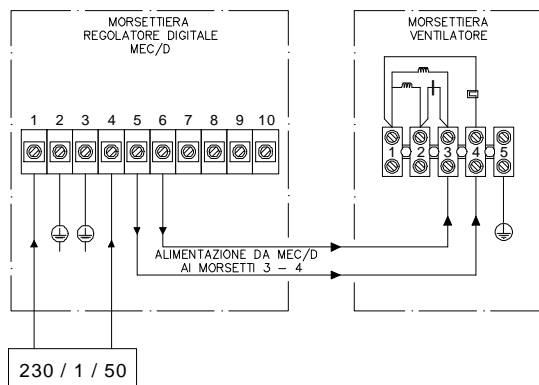 MORSETTIERA
REGOLATORE DIGITALE
MEC/D
MORSETTIERA
VENTILATORE
1 2 3 4 5 6 7 8 9 10
1 2 3 4 5
ALIMENTAZIONE DA MEC/D
AI MORSETTI 3 – 4
230 / 1 / 50